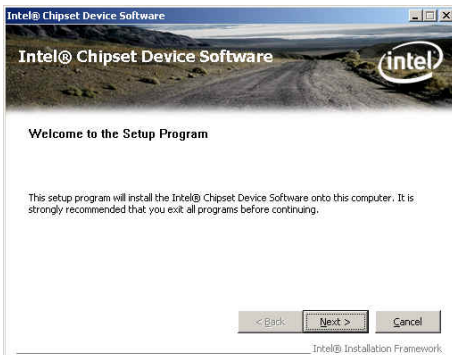 Intel® Chipset Device Software
Intel® Chipset Device Software
intel
Welcome to the Setup Program
This setup program will install the Intel® Chipset Device Software onto this computer. It is
strongly recommended that you exit all programs before continuing.
< Back Next > Cancel
Intel® Installation Framework